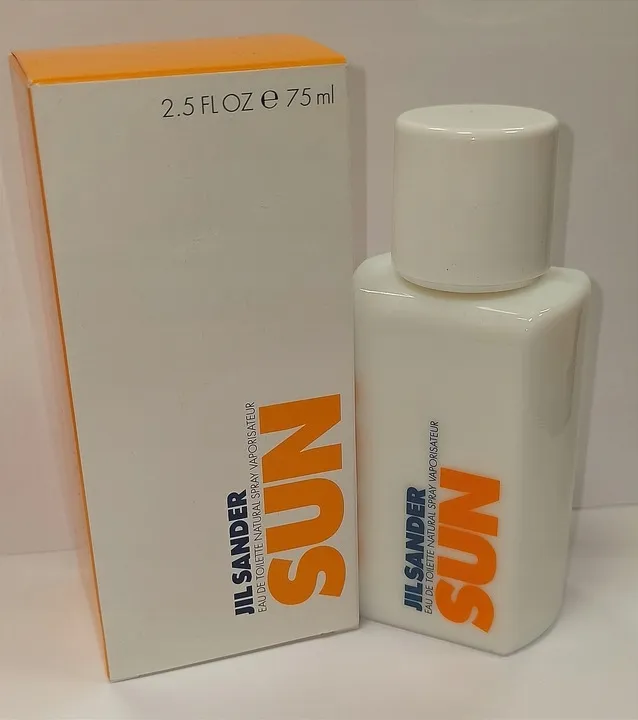 2.5 FL OZ ℮ 75 ml
JIL SANDER
EAU DE TOILETTE NATURAL SPRAY VAPORISATEUR
SUN
JIL SANDER
EAU DE TOILETTE NATURAL SPRAY VAPORISATEUR
SUN